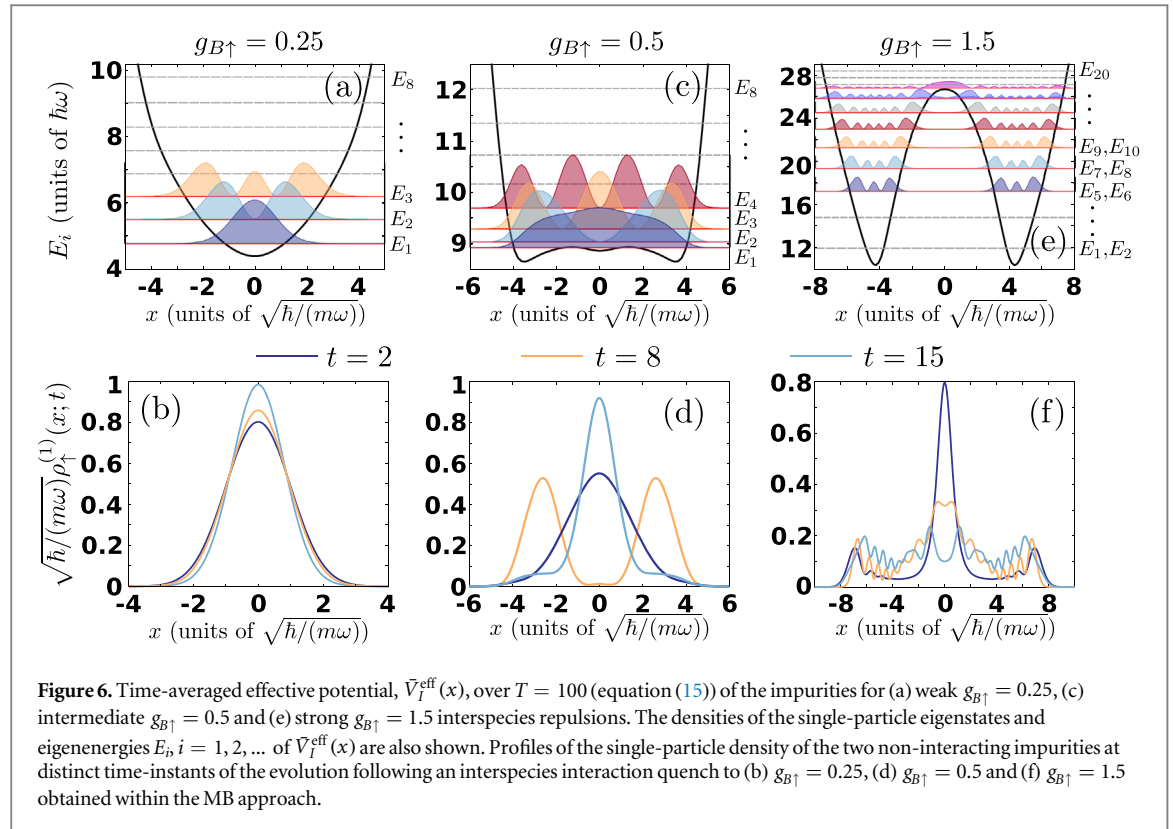 g_{B↑} = 0.25 g_{B↑} = 0.5 g_{B↑} = 1.5
(a)
10
8
6
4
E_8
E_3
E_2
E_1
-4 -2 0 2 4
E_i (units of ħω)
x (units of √ħ/(mω))
(c)
12
11
10
9
E_8
E_4
E_3
E_2
E_1
-4 -2 0 2 4
x (units of √ħ/(mω))
28
24
20
16
12
E_20
E_9,E_10
E_7,E_8
E_5,E_6
E_1,E_2
(e)
-8 -4 0 4 8
x (units of √ħ/(mω))
t = 2 t = 8 t = 15
(b)
1
0.8
0.6
0.4
0.2
0
-4 -2 0 2 4
√ħ/(mω)ρ_↑^{(1)}(x;t)
x (units of √ħ/(mω))
(d)
1
0.8
0.6
0.4
0.2
0
-6 -4 -2 0 2 4 6
x (units of √ħ/(mω))
(f)
0.8
0.6
0.4
0.2
0
-8 -4 0 4 8
x (units of √ħ/(mω))
Figure 6. Time-averaged effective potential, V̄_I^{eff}(x), over T = 100 (equation (15)) of the impurities for (a) weak g_{B↑} = 0.25, (c)
intermediate g_{B↑} = 0.5 and (e) strong g_{B↑} = 1.5 interspecies repulsions. The densities of the single-particle eigenstates and
eigenenergies E_i, i = 1, 2, ... of V̄_I^{eff}(x) are also shown. Profiles of the single-particle density of the two non-interacting impurities at
distinct time-instants of the evolution following an interspecies interaction quench to (b) g_{B↑} = 0.25, (d) g_{B↑} = 0.5 and (f) g_{B↑} = 1.5
obtained within the MB approach.